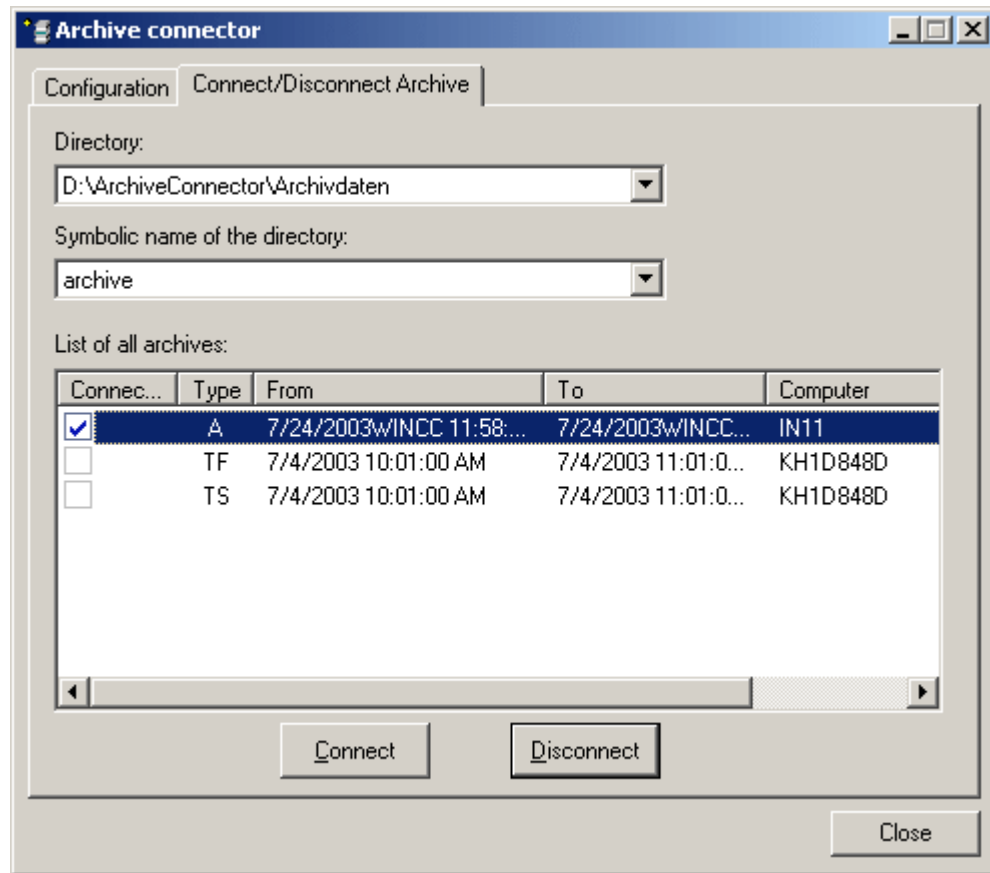 Archive connector
Configuration Connect/Disconnect Archive
Directory:
D:\ArchiveConnector\Archivdaten
Symbolic name of the directory:
archive
List of all archives:
Connec... Type From To Computer
A 7/24/2003WINCC 11:58:... 7/24/2003WINCC... IN11
TF 7/4/2003 10:01:00 AM 7/4/2003 11:01:0... KH1D848D
TS 7/4/2003 10:01:00 AM 7/4/2003 11:01:0... KH1D848D
Connect Disconnect
Close